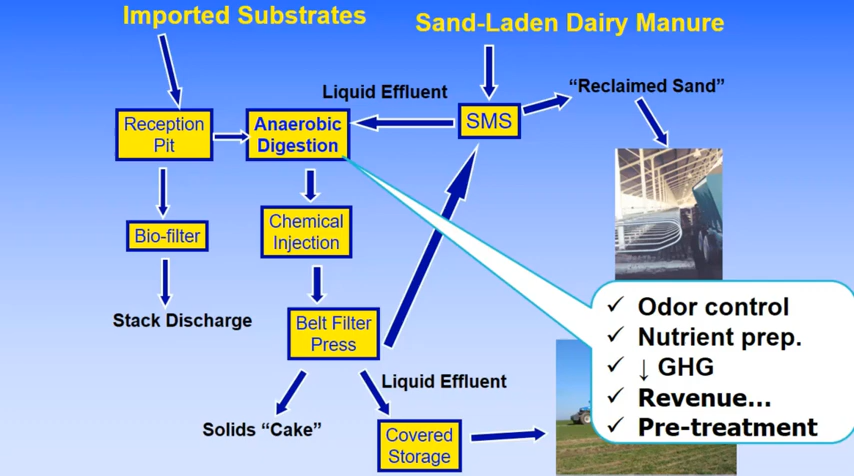 Imported Substrates
Sand-Laden Dairy Manure
Liquid Effluent
“Reclaimed Sand”
Reception
Pit
Anaerobic
Digestion
SMS
Bio-filter
Chemical
Injection
Stack Discharge
Belt Filter
Press
Liquid Effluent
Solids “Cake”
Covered
Storage
✓ Odor control
✓ Nutrient prep.
✓ ↓ GHG
✓ Revenue...
✓ Pre-treatment